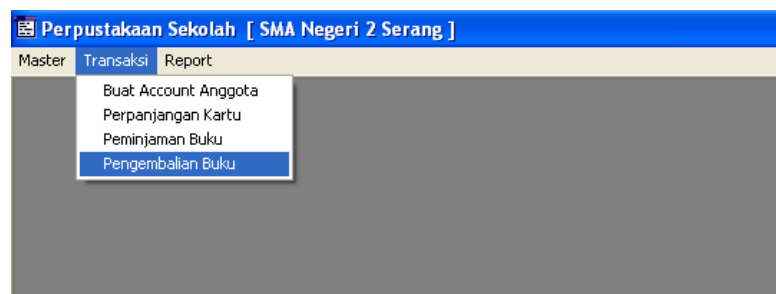 Perpustakaan Sekolah [ SMA Negeri 2 Serang ]
Master Transaksi Report
Buat Account Anggota
Perpanjangan Kartu
Peminjaman Buku
Pengembalian Buku